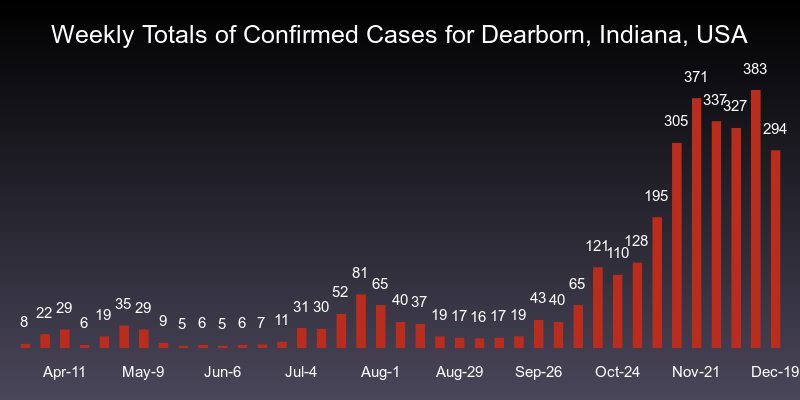 Weekly Totals of Confirmed Cases for Dearborn, Indiana, USA
8 22 29 6 19 35 29 9 5 6 5 6 7 11 31 30 52 81 65 40 37 19 17 16 17 19 43 40 65 121 110 128 195 305 371 337 327 383 294
Apr-11 May-9 Jun-6 Jul-4 Aug-1 Aug-29 Sep-26 Oct-24 Nov-21 Dec-19